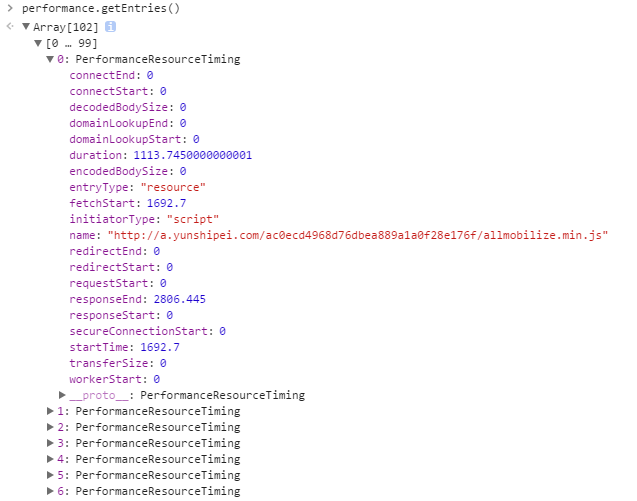 performance.getEntries()
Array[102] i
[0 … 99]
0: PerformanceResourceTiming
connectEnd: 0
connectStart: 0
decodedBodySize: 0
domainLookupEnd: 0
domainLookupStart: 0
duration: 1113.7450000000001
encodedBodySize: 0
entryType: "resource"
fetchStart: 1692.7
initiatorType: "script"
name: "http://a.yunshipei.com/ac0ecd4968d76dbea889a1a0f28e176f/allmobilize.min.js"
redirectEnd: 0
redirectStart: 0
requestStart: 0
responseEnd: 2806.445
responseStart: 0
secureConnectionStart: 0
startTime: 1692.7
transferSize: 0
workerStart: 0
__proto__: PerformanceResourceTiming
1: PerformanceResourceTiming
2: PerformanceResourceTiming
3: PerformanceResourceTiming
4: PerformanceResourceTiming
5: PerformanceResourceTiming
6: PerformanceResourceTiming